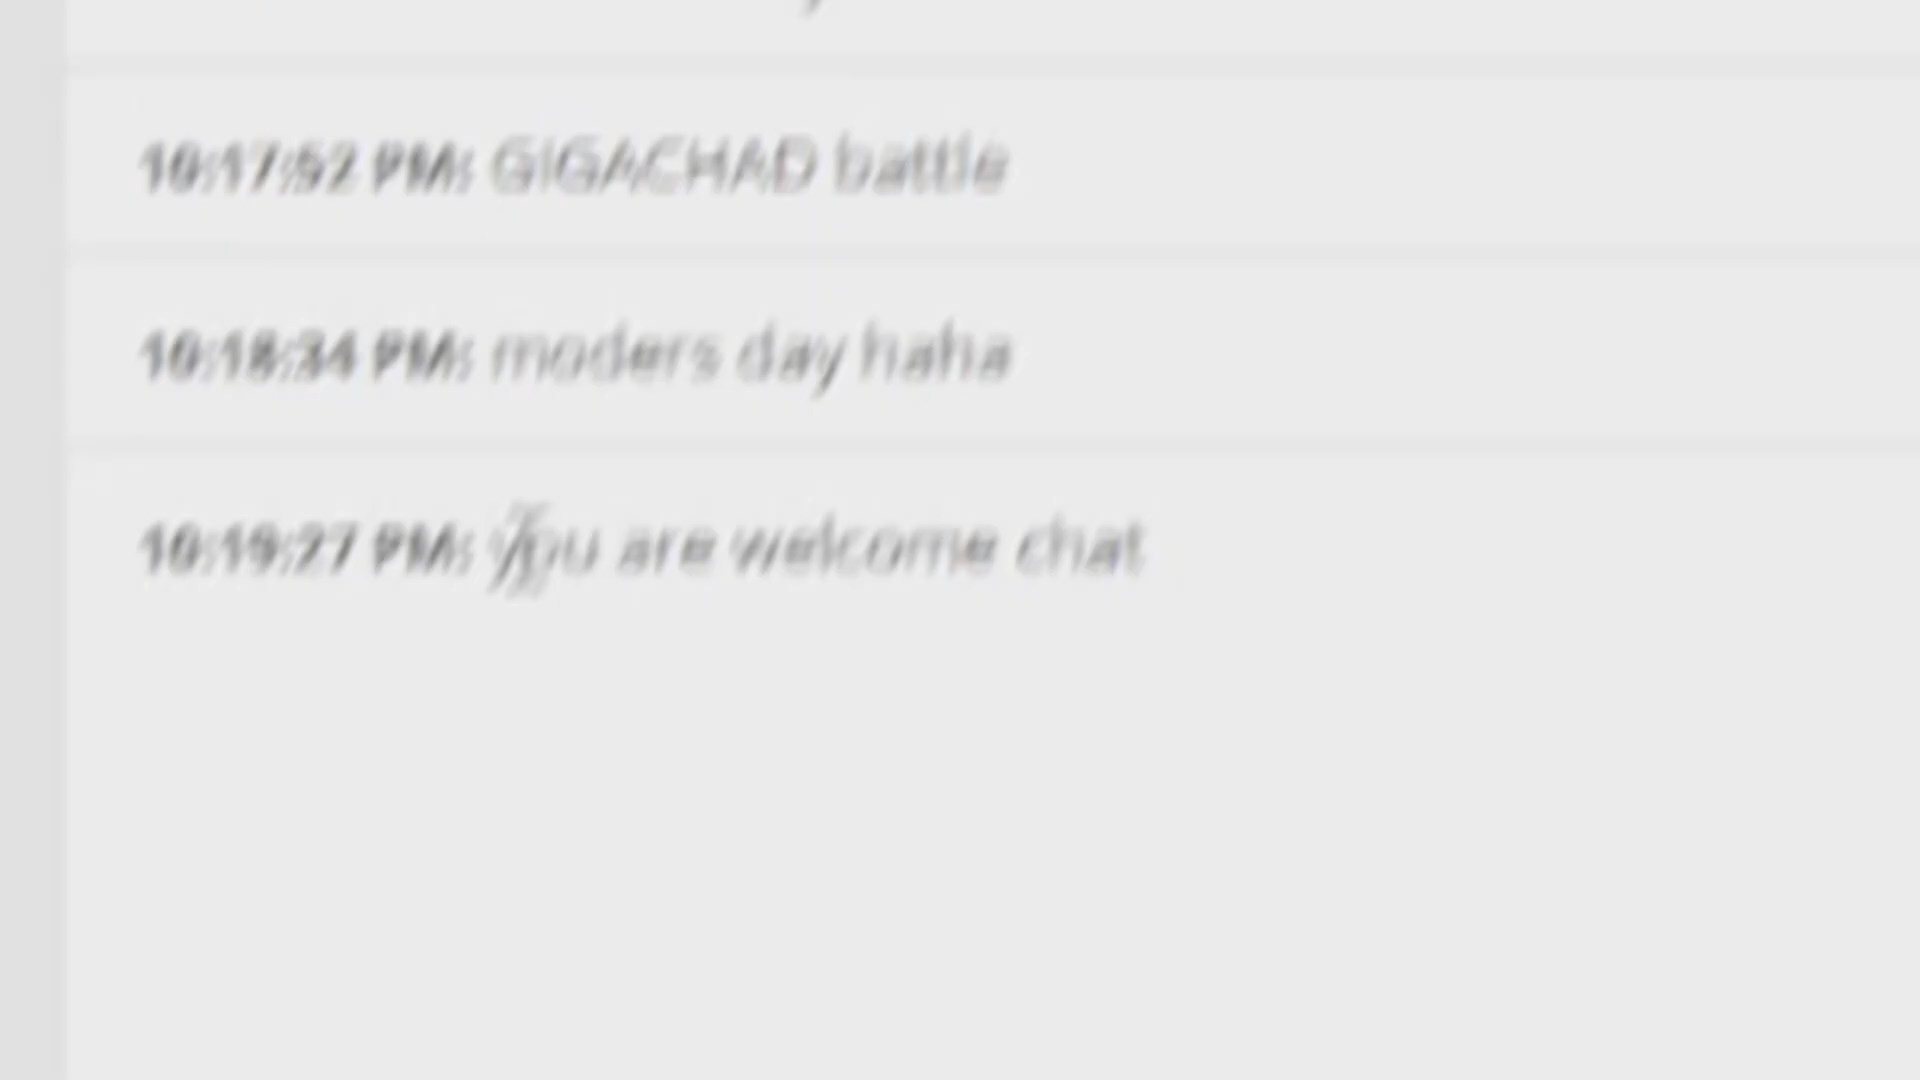 10:17:52 PM: GIGACHAD battle
10:18:34 PM: moders day haha
10:19:27 PM: you are welcome chat